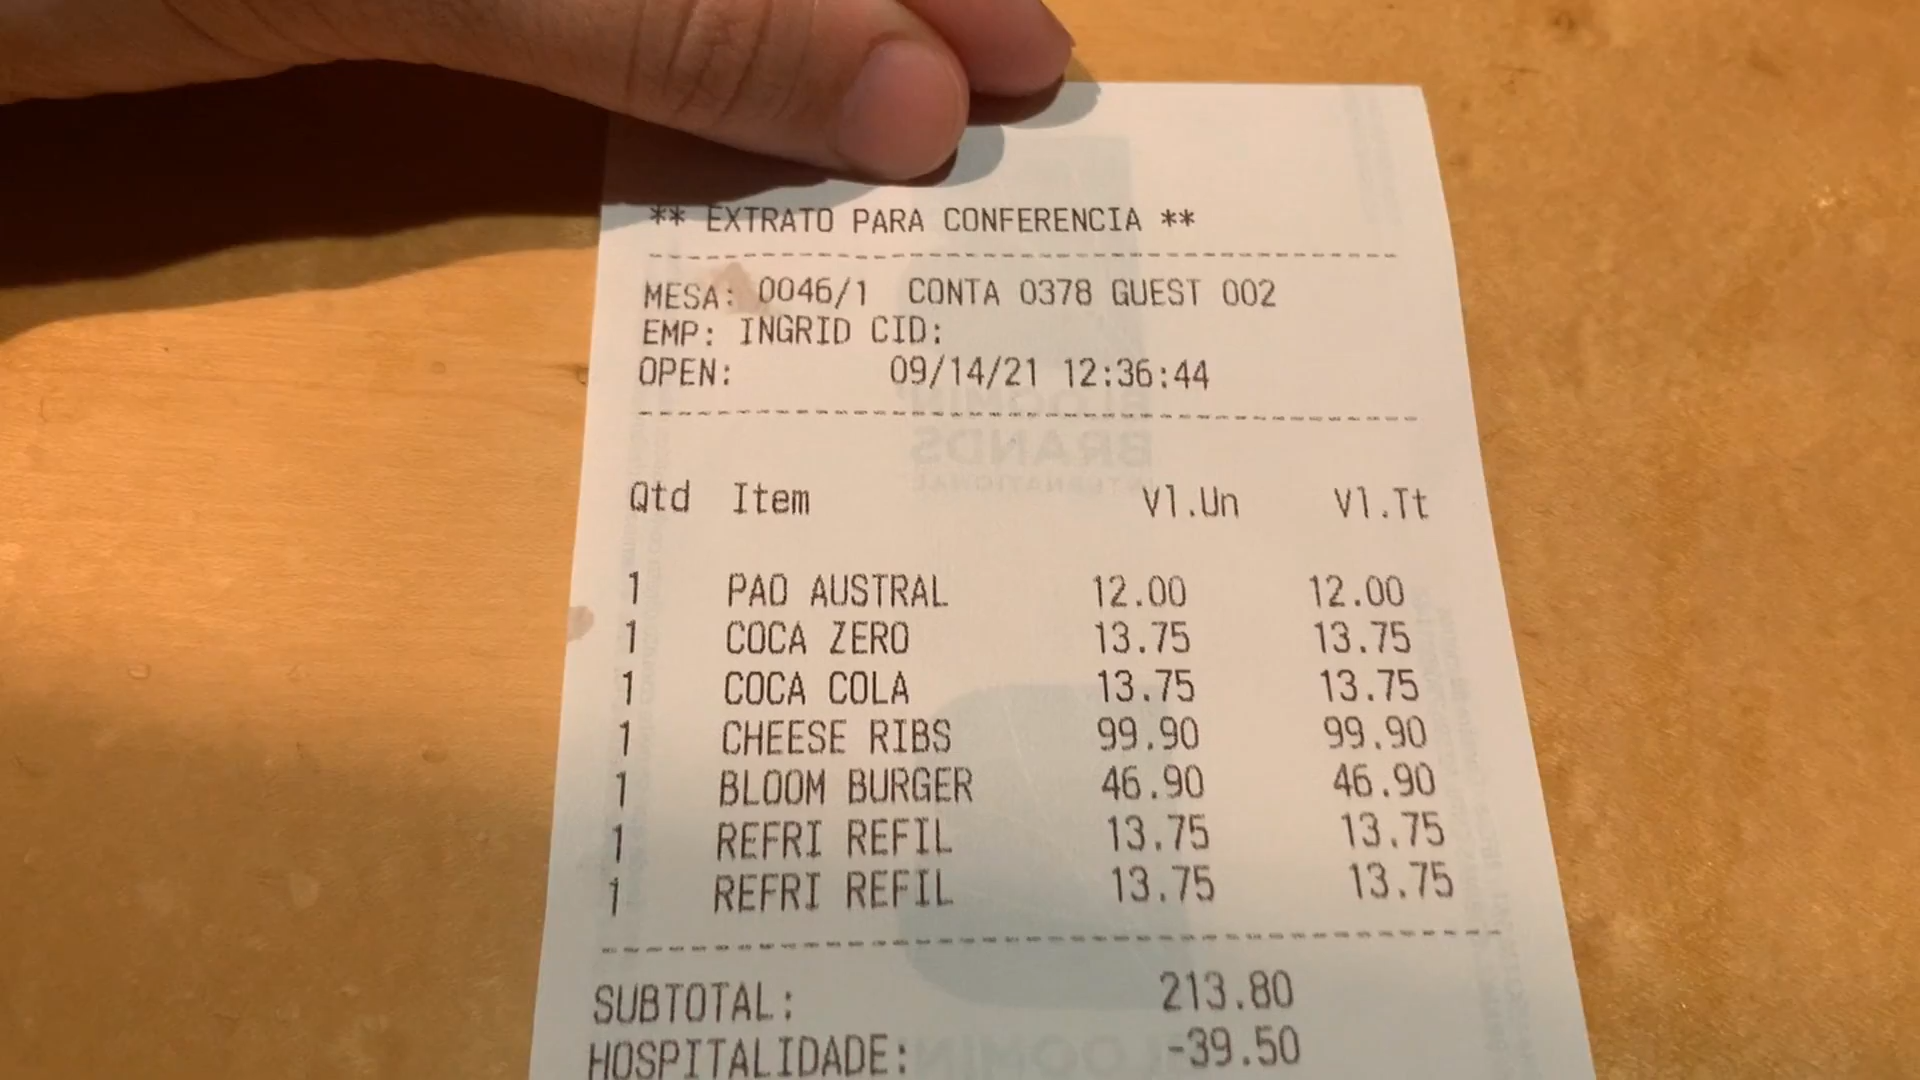 ** EXTRATO PARA CONFERENCIA **
MESA: 0046/1 CONTA 0378 GUEST 002
EMP: INGRID CID:
OPEN: 09/14/21 12:36:44
Qtd Item Vl.Un Vl.Tt
1 PAO AUSTRAL 12.00 12.00
1 COCA ZERO 13.75 13.75
1 COCA COLA 13.75 13.75
1 CHEESE RIBS 99.90 99.90
1 BLOOM BURGER 46.90 46.90
1 REFRI REFIL 13.75 13.75
1 REFRI REFIL 13.75 13.75
SUBTOTAL: 213.80
HOSPITALIDADE: -39.50
BLOOMIN'
BRANDS
INTERNATIONAL